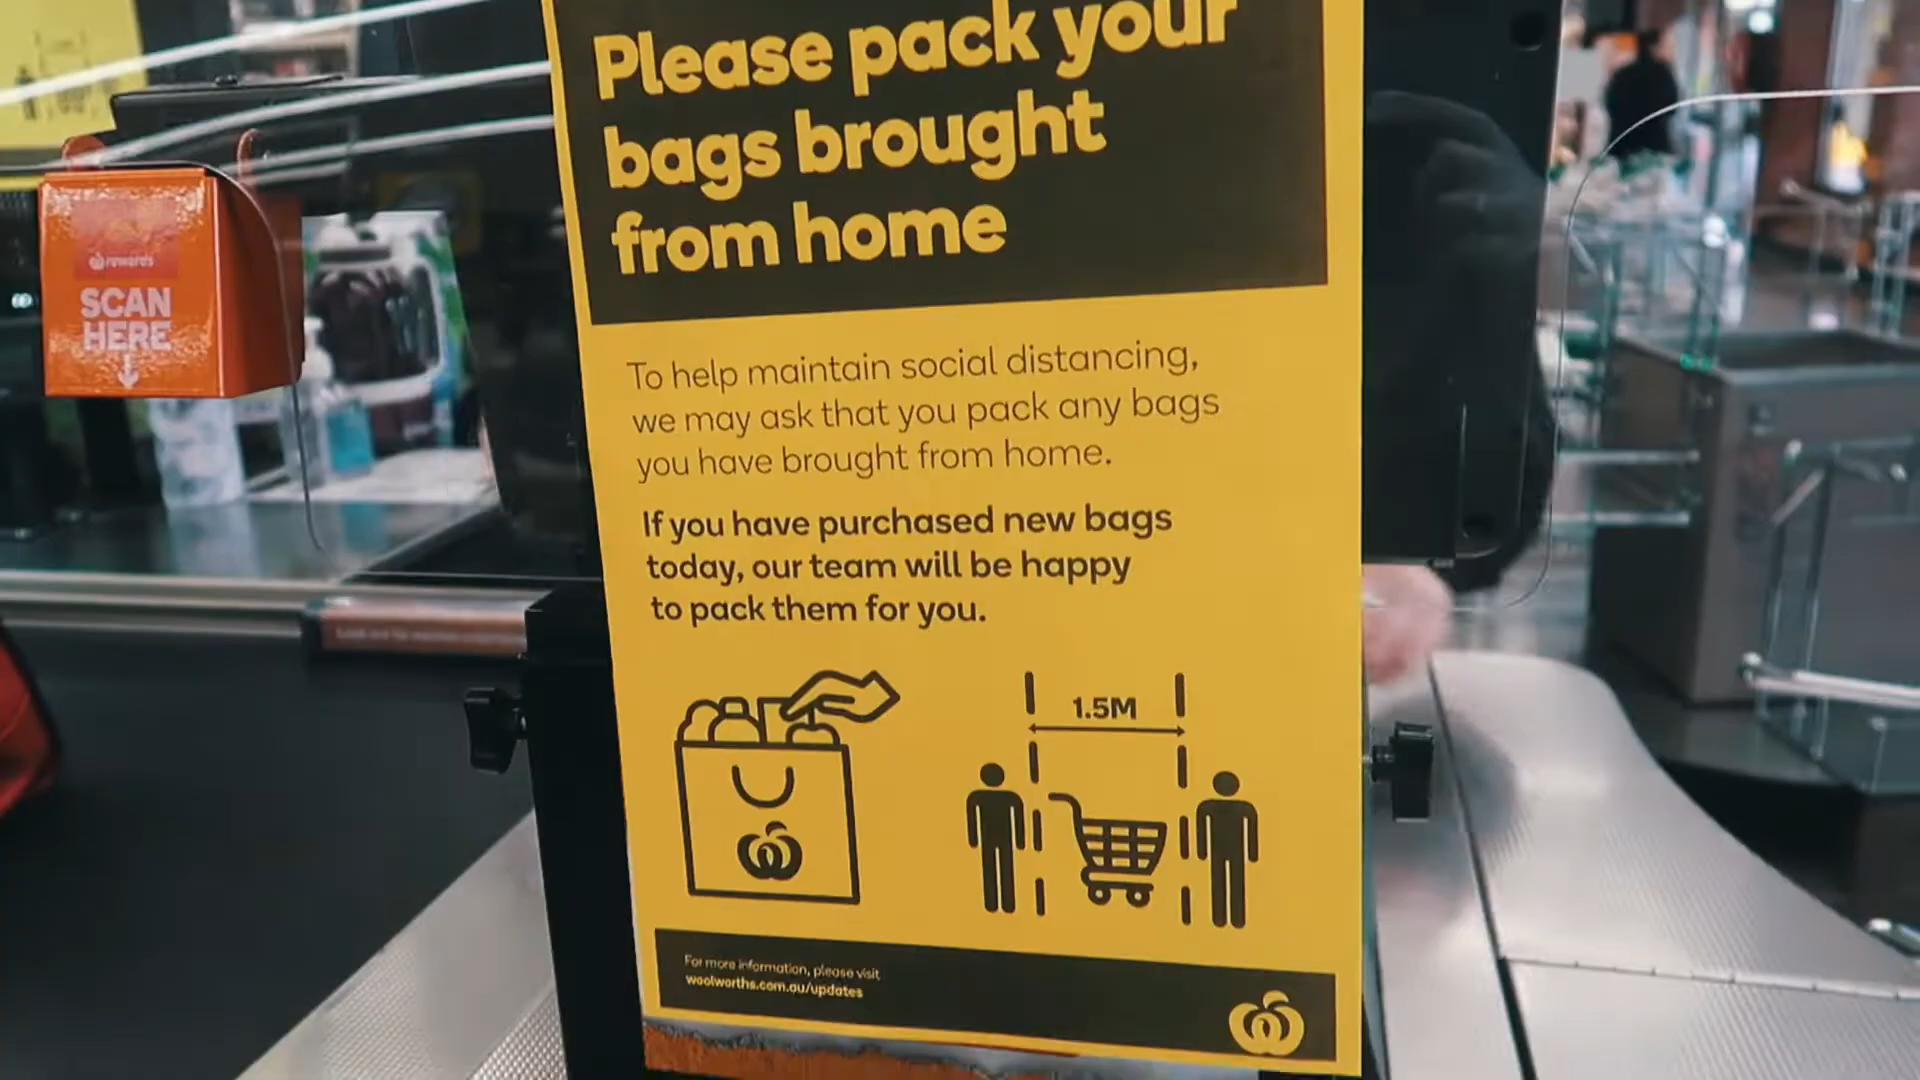 Please pack your
bags brought
from home
To help maintain social distancing,
we may ask that you pack any bags
you have brought from home.
If you have purchased new bags
today, our team will be happy
to pack them for you.
1.5M
For more information, please visit
woolworths.com.au/updates
rewards
SCAN
HERE